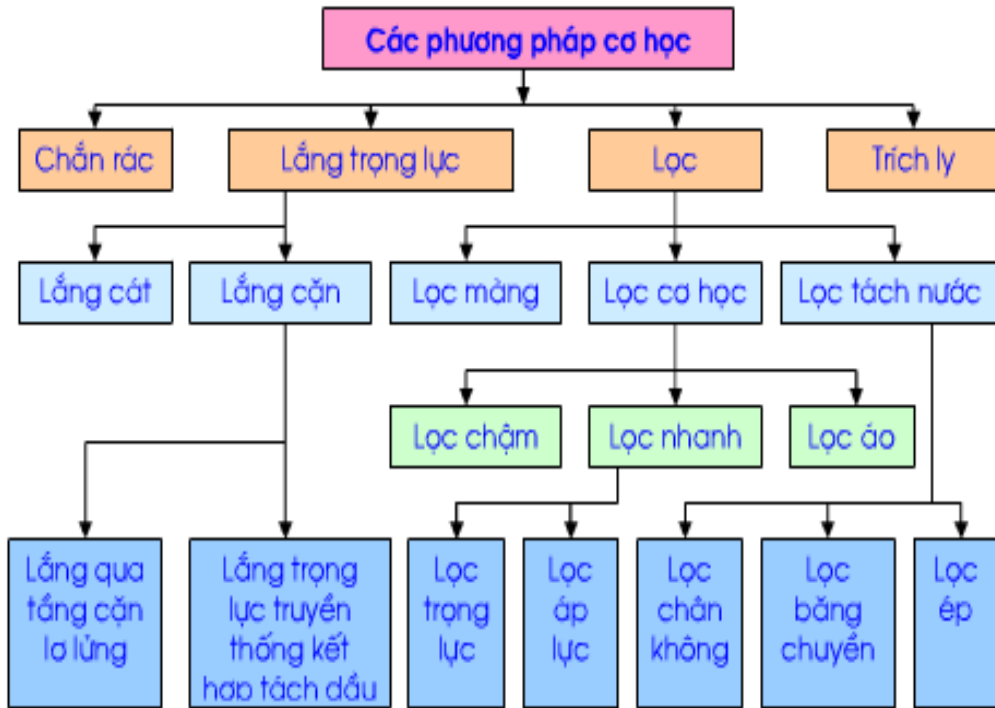 Các phương pháp cơ học
Chắn rác
Lắng trọng lực
Lọc
Trích ly
Lắng cát
Lắng cặn
Lọc màng
Lọc cơ học
Lọc tách nước
Lọc chậm
Lọc nhanh
Lọc áo
Lắng qua
tầng cặn
lơ lửng
Lắng trọng
lực truyền
thống kết
hợp tách dầu
Lọc
trọng
lực
Lọc
áp
lực
Lọc
chân
không
Lọc
băng
chuyền
Lọc
ép